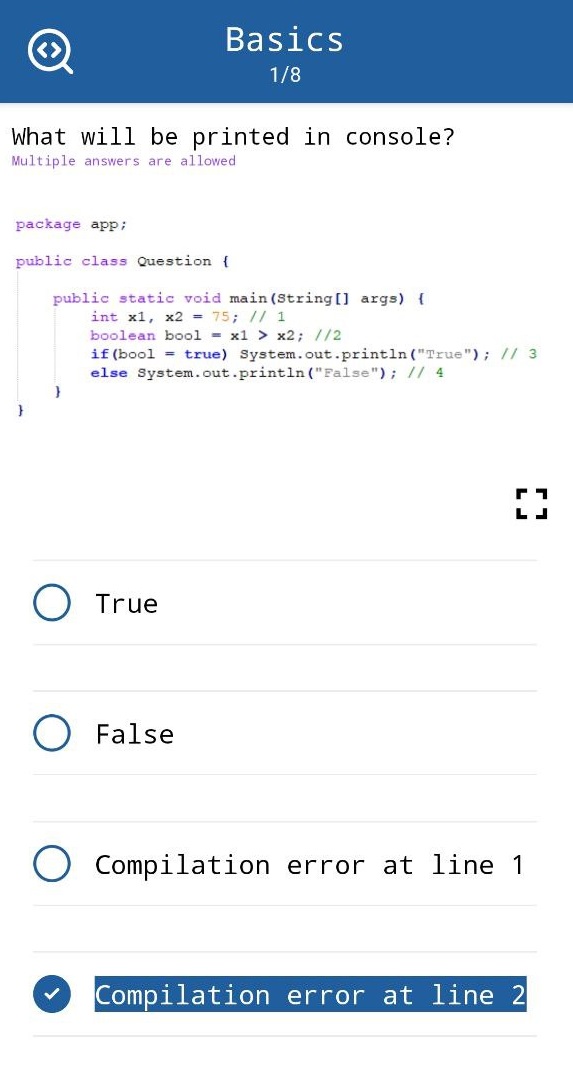 Basics
1/8
What will be printed in console?
Multiple answers are allowed
package app;
public class Question {
public static void main(String[] args) {
int x1, x2 = 75; // 1
boolean bool = x1 > x2; //2
if(bool = true) System.out.println("True"); // 3
else System.out.println("False"); // 4
}
}
True
False
Compilation error at line 1
Compilation error at line 2